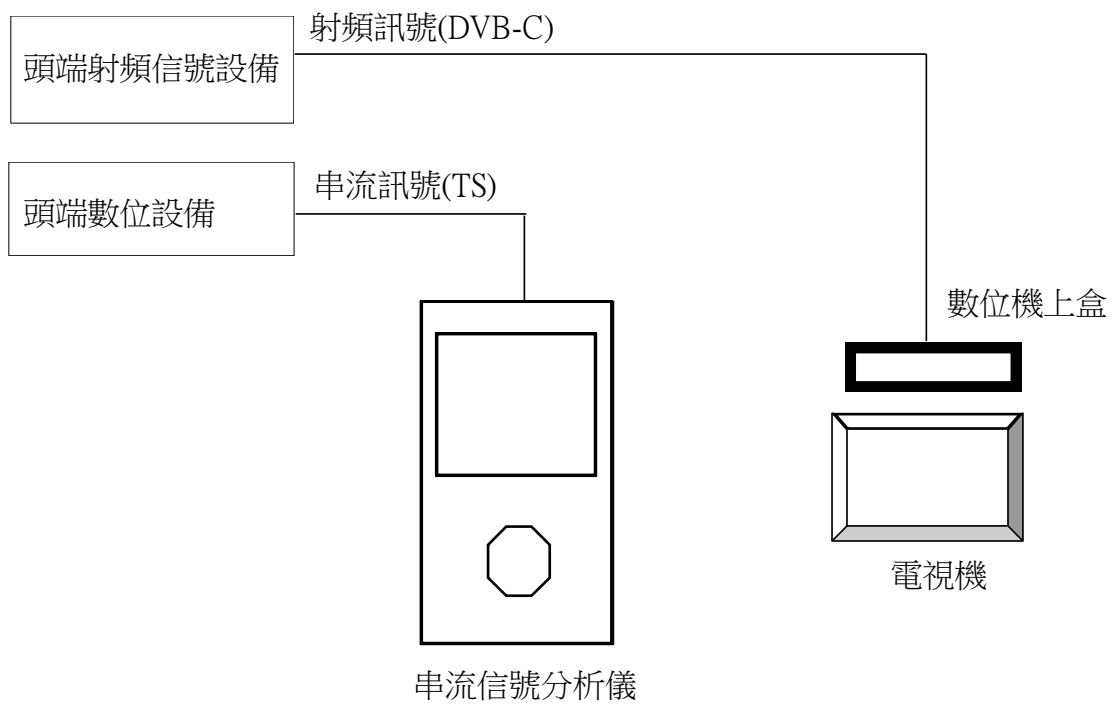 射頻訊號(DVB-C)
頭端射頻信號設備
串流訊號(TS)
頭端數位設備
數位機上盒
電視機
串流信號分析儀